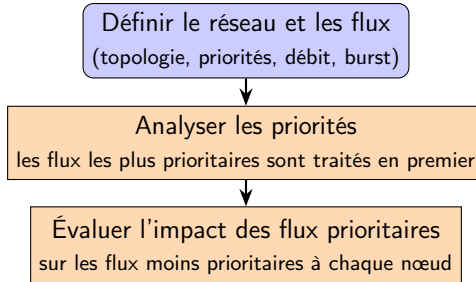 Définir le réseau et les flux
(topologie, priorités, débit, burst)
Analyser les priorités
les flux les plus prioritaires sont traités en premier
Évaluer l'impact des flux prioritaires
sur les flux moins prioritaires à chaque nœud